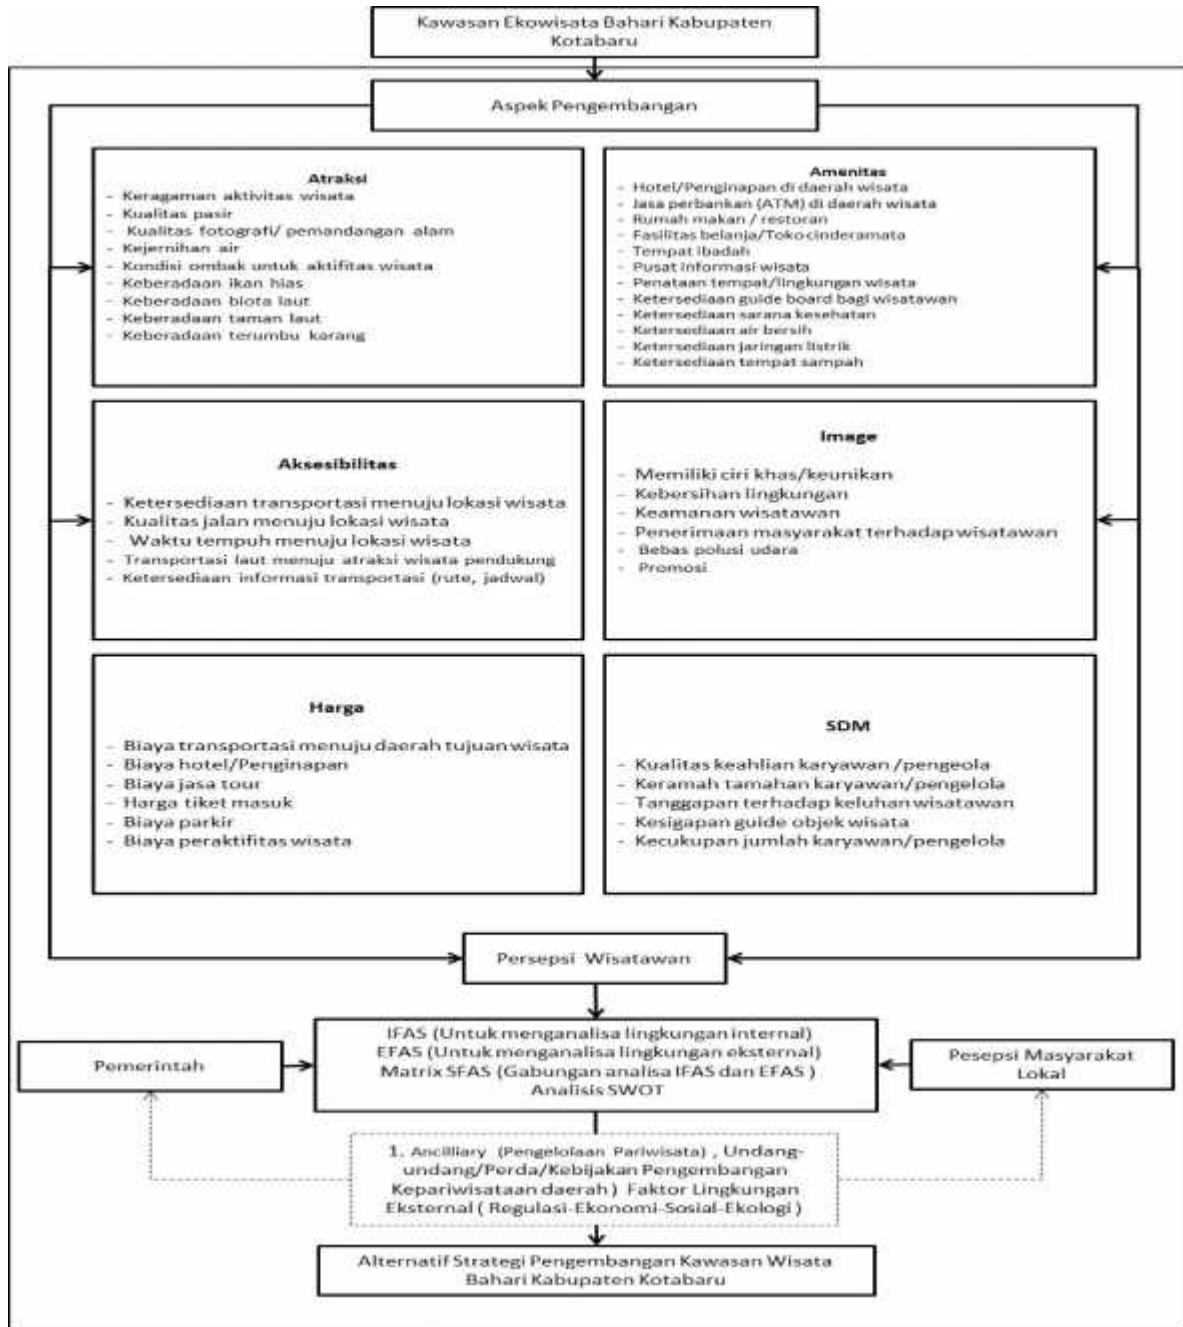 Kawasan Ekowisata Bahari Kabupaten
Kotabaru
Aspek Pengembangan
Atraksi
- Keragaman aktivitas wisata
- Kualitas pasir
- Kualitas fotografi/ pemandangan alam
- Kejernihan air
- Kondisi ombak untuk aktifitas wisata
- Keberadaan ikan hias
- Keberadaan biota laut
- Keberadaan taman laut
- Keberadaan terumbu karang
Amenitas
- Hotel/Penginapan di daerah wisata
- Jasa perbankan (ATM) di daerah wisata
- Rumah makan / restoran
- Fasilitas belanja/Toko cinderamata
- Tempat ibadah
- Pusat informasi wisata
- Penataan tempat/lingkungan wisata
- Ketersediaan guide board bagi wisatawan
- Ketersediaan sarana kesehatan
- Ketersediaan air bersih
- Ketersediaan jaringan listrik
- Ketersediaan tempat sampah
Aksesibilitas
- Ketersediaan transportasi menuju lokasi wisata
- Kualitas jalan menuju lokasi wisata
- Waktu tempuh menuju lokasi wisata
- Transportasi laut menuju atraksi wisata pendukung
- Ketersediaan informasi transportasi (rute, jadwal)
Image
- Memiliki ciri khas/keunikan
- Kebersihan lingkungan
- Keamanan wisatawan
- Penerimaan masyarakat terhadap wisatawan
- Bebas polusi udara
- Promosi
Harga
- Biaya transportasi menuju daerah tujuan wisata
- Biaya hotel/Penginapan
- Biaya jasa tour
- Harga tiket masuk
- Biaya parkir
- Biaya peraktifitas wisata
SDM
- Kualitas keahlian karyawan /pengeola
- Keramah tamahan karyawan/pengelola
- Tanggapan terhadap keluhan wisatawan
- Kesigapan guide objek wisata
- Kecukupan jumlah karyawan/pengelola
Persepsi Wisatawan
IFAS (Untuk menganalisa lingkungan internal)
EFAS (Untuk menganalisa lingkungan eksternal)
Matrix SFAS (Gabungan analisa IFAS dan EFAS )
Analisis SWOT
Pemerintah
Pesepsi Masyarakat
Lokal
1. Ancilliary (Pengelolaan Pariwisata) , Undang-
undang/Perda/Kebijakan Pengembangan
Kepariwisataan daerah ) Faktor Lingkungan
Eksternal ( Regulasi-Ekonomi-Sosial-Ekologi )
Alternatif Strategi Pengembangan Kawasan Wisata
Bahari Kabupaten Kotabaru